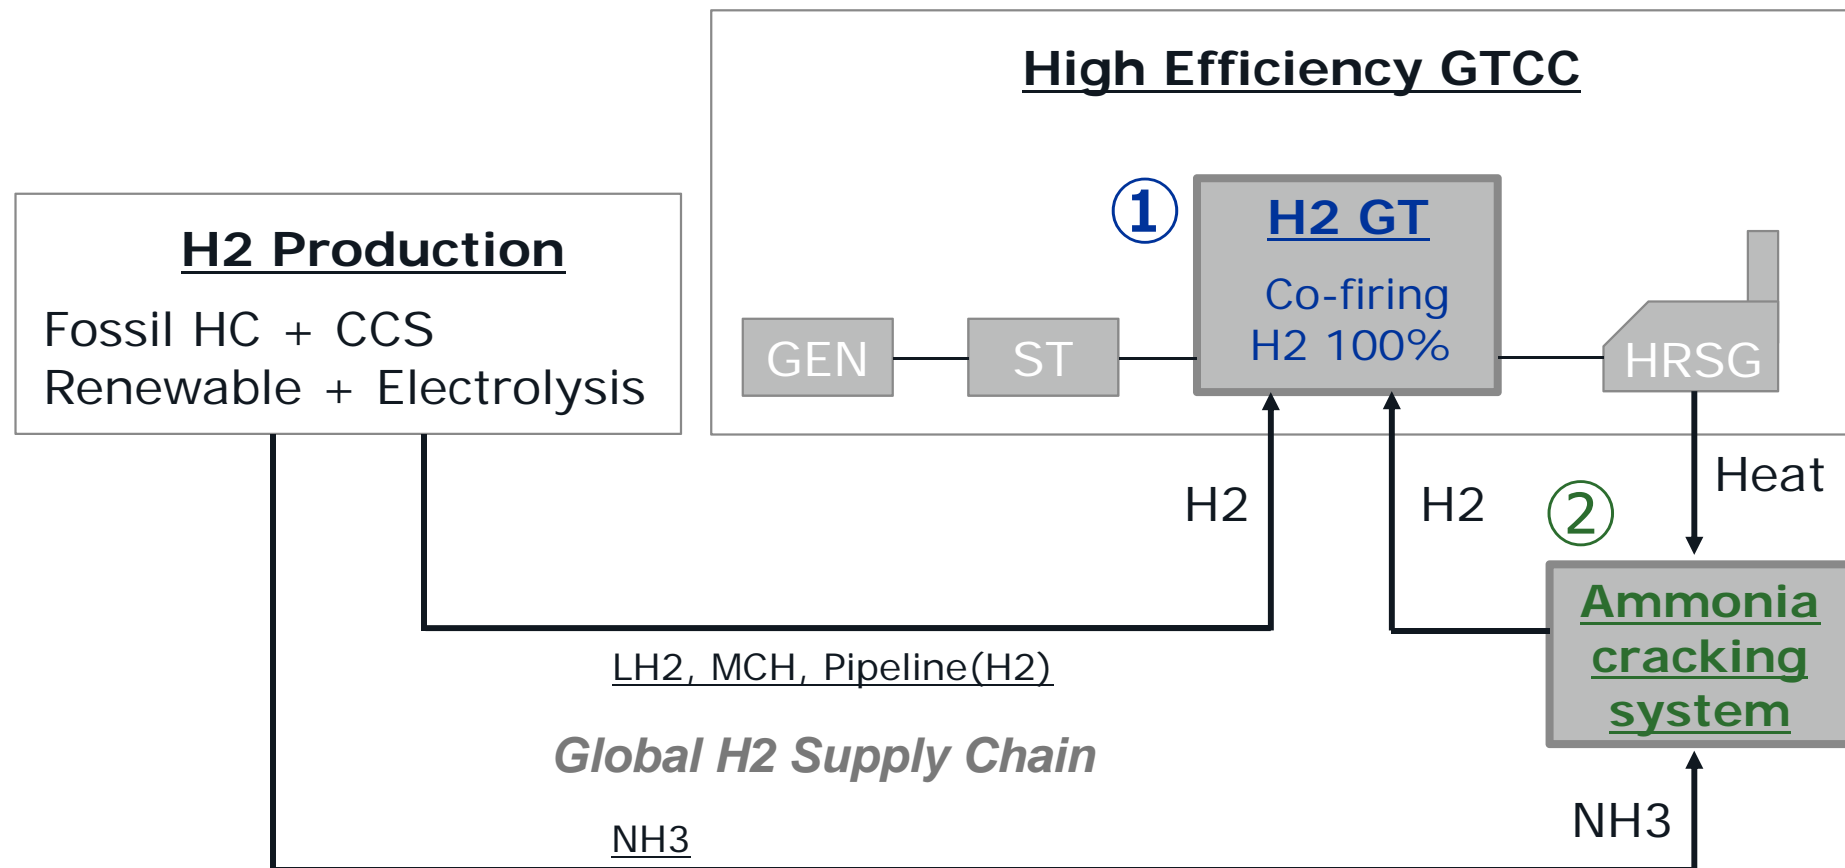 High Efficiency GTCC
H2 Production
Fossil HC + CCS
Renewable + Electrolysis
①
H2 GT
Co-firing
H2 100%
GEN
ST
HRSG
H2
H2
Heat
②
Ammonia
cracking
system
LH2, MCH, Pipeline(H2)
Global H2 Supply Chain
NH3
NH3